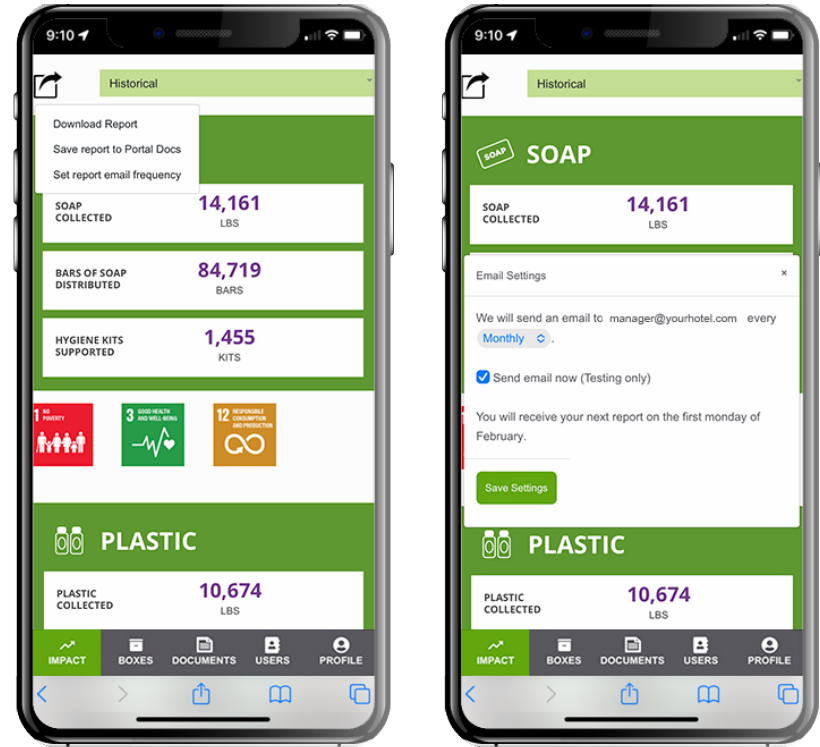 9:10
Historical
Download Report
Save report to Portal Docs
Set report email frequency
SOAP
COLLECTED
14,161
LBS
BARS OF SOAP
DISTRIBUTED
84,719
BARS
HYGIENE KITS
SUPPORTED
1,455
KITS
1 NO
POVERTY
3 GOOD HEALTH
AND WELL-BEING
12 RESPONSIBLE
CONSUMPTION
AND PRODUCTION
PLASTIC
PLASTIC
COLLECTED
10,674
LBS
IMPACT BOXES DOCUMENTS USERS PROFILE
9:10
Historical
SOAP SOAP
SOAP
COLLECTED
14,161
LBS
Email Settings ×
We will send an email to manager@yourhotel.com every
Monthly .
Send email now (Testing only)
You will receive your next report on the first monday of
February.
Save Settings
PLASTIC
PLASTIC
COLLECTED
10,674
LBS
IMPACT BOXES DOCUMENTS USERS PROFILE